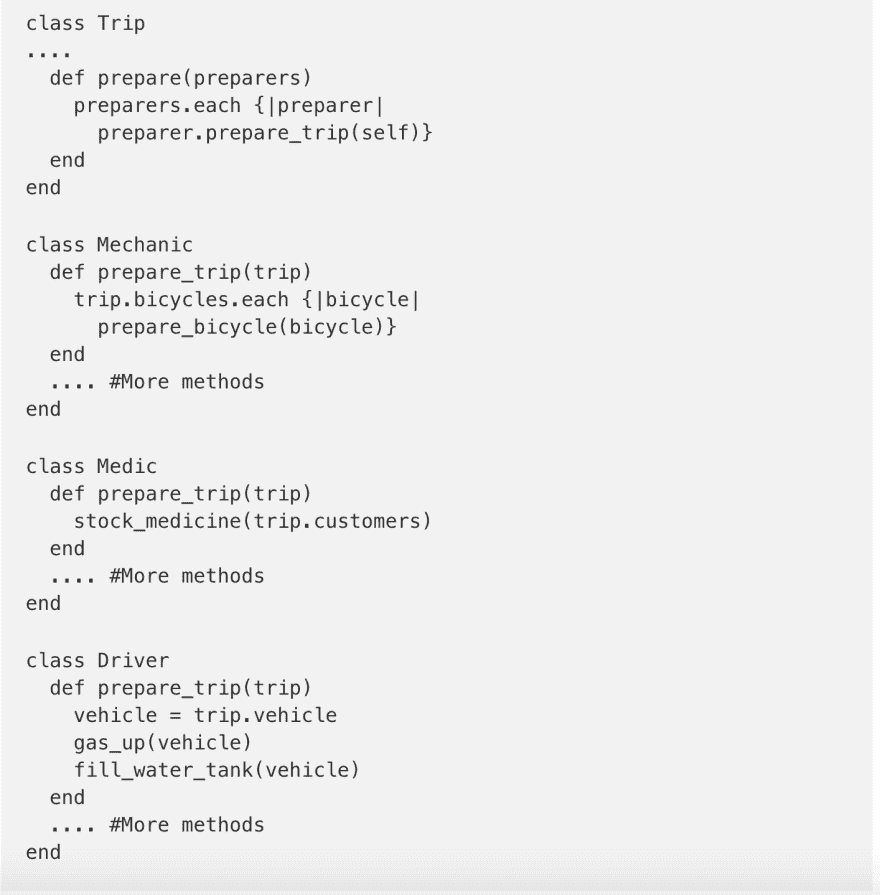 class Trip
....
  def prepare(preparers)
    preparers.each {|preparer|
      preparer.prepare_trip(self)}
  end
end

class Mechanic
  def prepare_trip(trip)
    trip.bicycles.each {|bicycle|
      prepare_bicycle(bicycle)}
  end
  .... #More methods
end

class Medic
  def prepare_trip(trip)
    stock_medicine(trip.customers)
  end
  .... #More methods
end

class Driver
  def prepare_trip(trip)
    vehicle = trip.vehicle
    gas_up(vehicle)
    fill_water_tank(vehicle)
  end
  .... #More methods
end